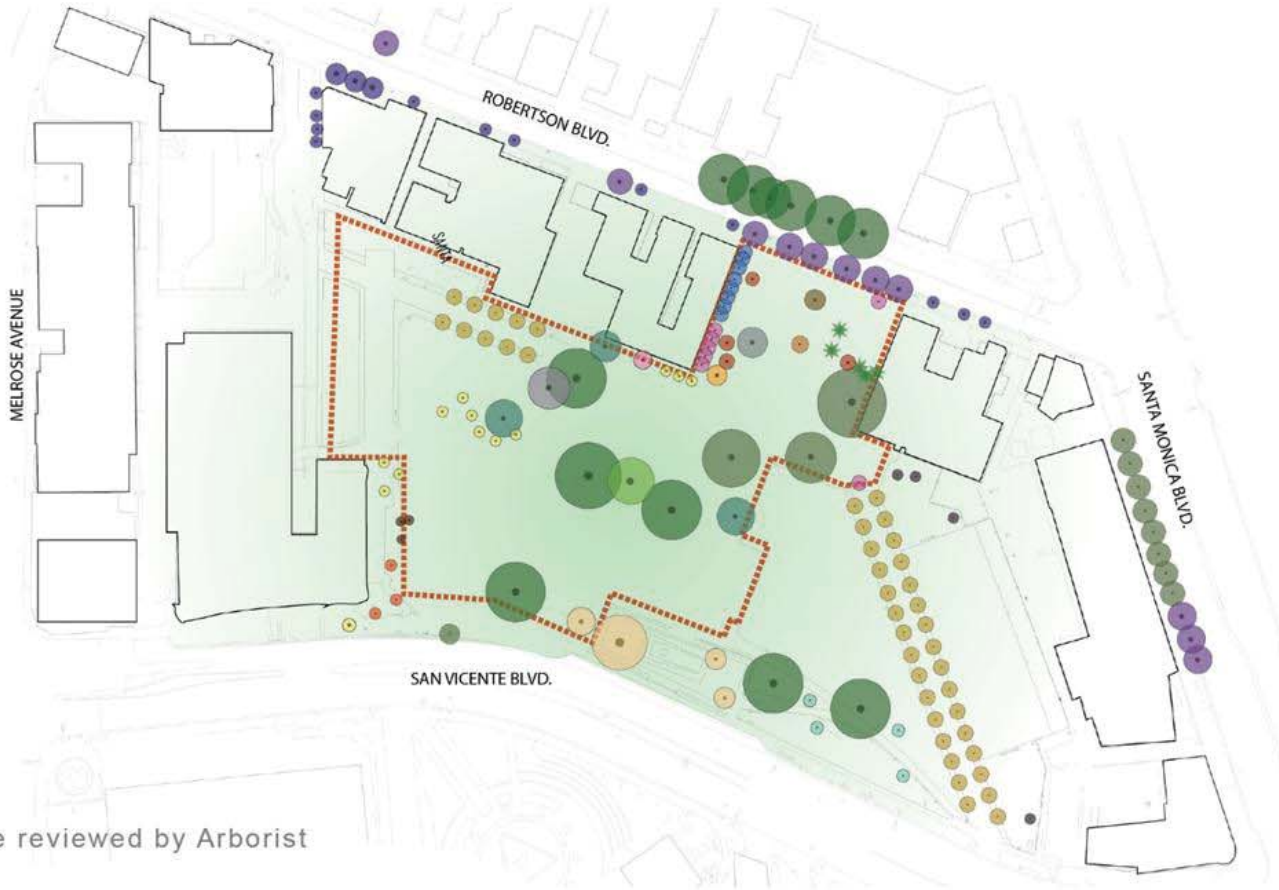 ROBERTSON BLVD.
MELROSE AVENUE
SANTA MONICA BLVD.
SAN VICENTE BLVD.
e reviewed by Arborist